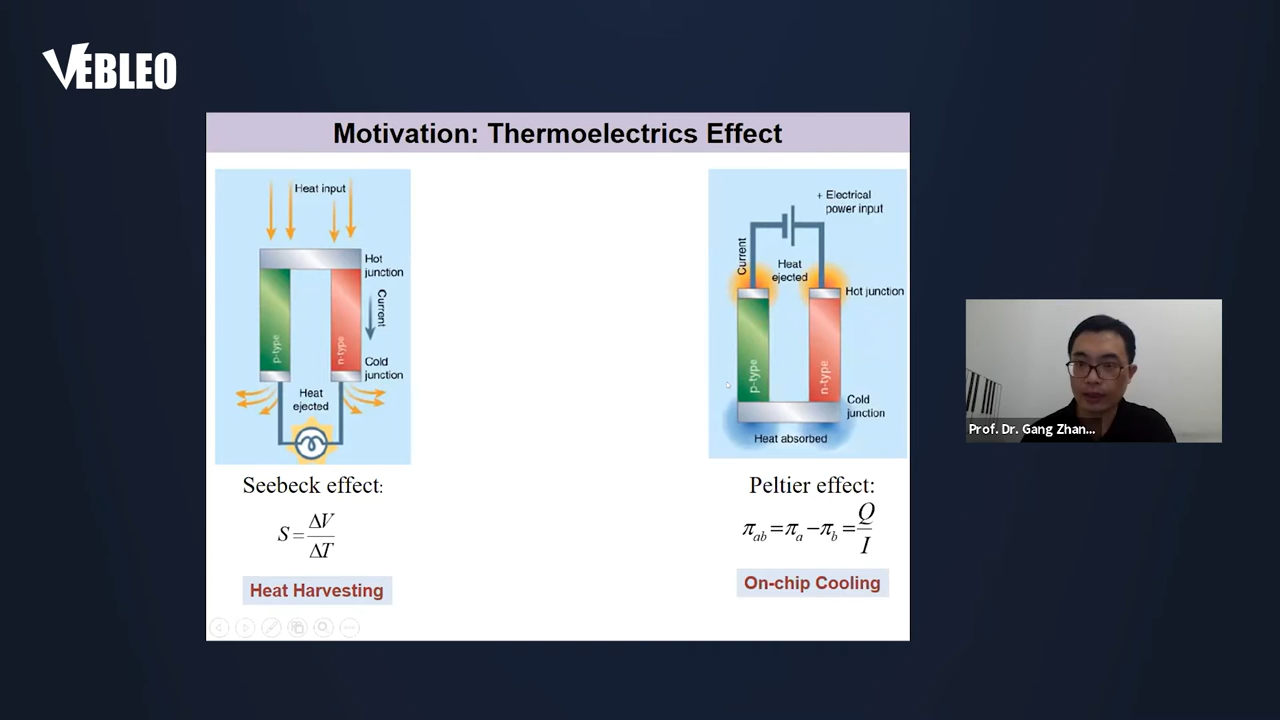 VEBLEO
Motivation: Thermoelectrics Effect
Heat input
Hot
junction
Current
p-type
n-type
Cold
junction
Heat
ejected
Seebeck effect:
S = ΔV/ΔT
Heat Harvesting
+ Electrical
power input
Current
Heat
ejected
Hot junction
p-type
n-type
Cold
junction
Heat absorbed
Peltier effect:
π_ab = π_a − π_b = Q/I
On-chip Cooling
Prof. Dr. Gang Zhan...